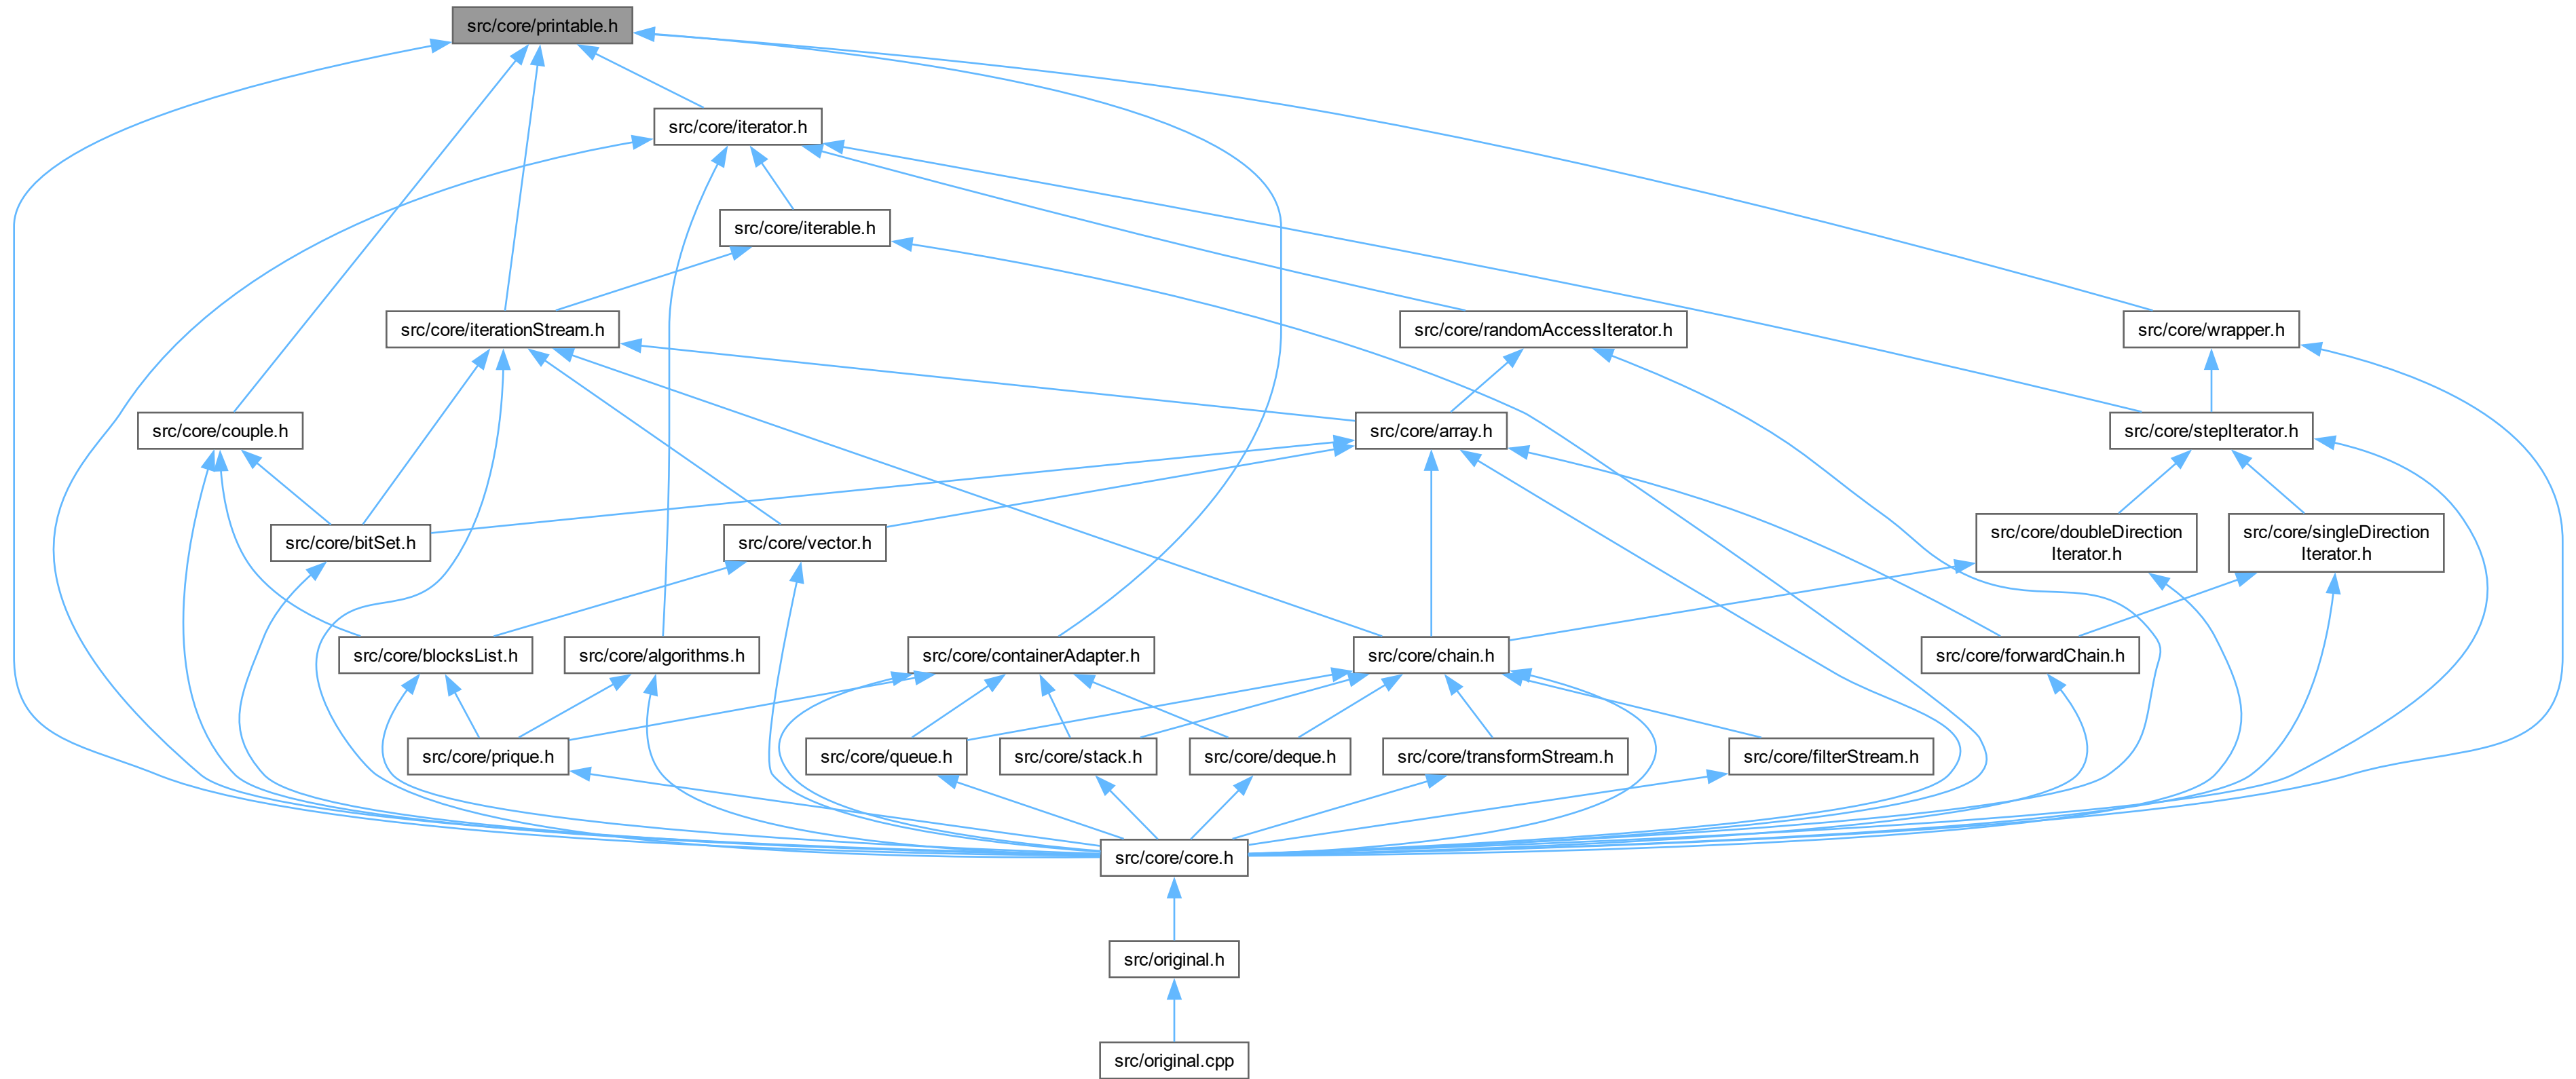 src/core/printable.h
src/core/iterator.h
src/core/iterable.h
src/core/iterationStream.h
src/core/randomAccessIterator.h
src/core/wrapper.h
src/core/couple.h
src/core/array.h
src/core/stepIterator.h
src/core/bitSet.h
src/core/vector.h
src/core/doubleDirection
Iterator.h
src/core/singleDirection
Iterator.h
src/core/blocksList.h
src/core/algorithms.h
src/core/containerAdapter.h
src/core/chain.h
src/core/forwardChain.h
src/core/prique.h
src/core/queue.h
src/core/stack.h
src/core/deque.h
src/core/transformStream.h
src/core/filterStream.h
src/core/core.h
src/original.h
src/original.cpp